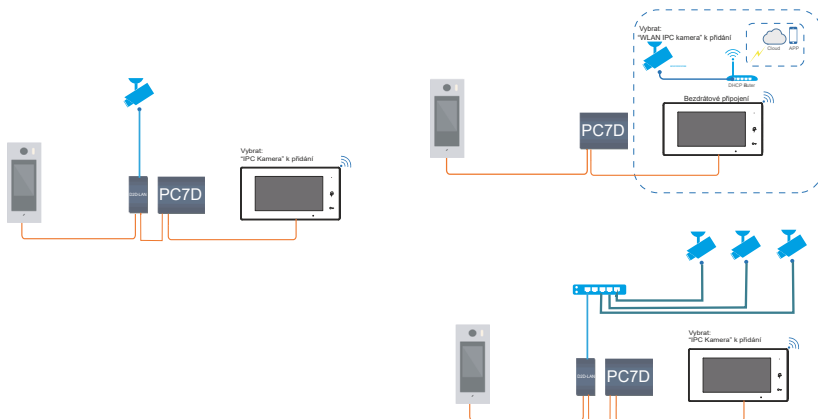 Vybrat:
"WLAN IPC kamera" k přidání
Cloud
APP
DHCP
Bezdrátové připojení
PC7D
Vybrat:
"IPC Kamera" k přidání
PC7D
Vybrat:
"IPC Kamera" k přidání
PC7D